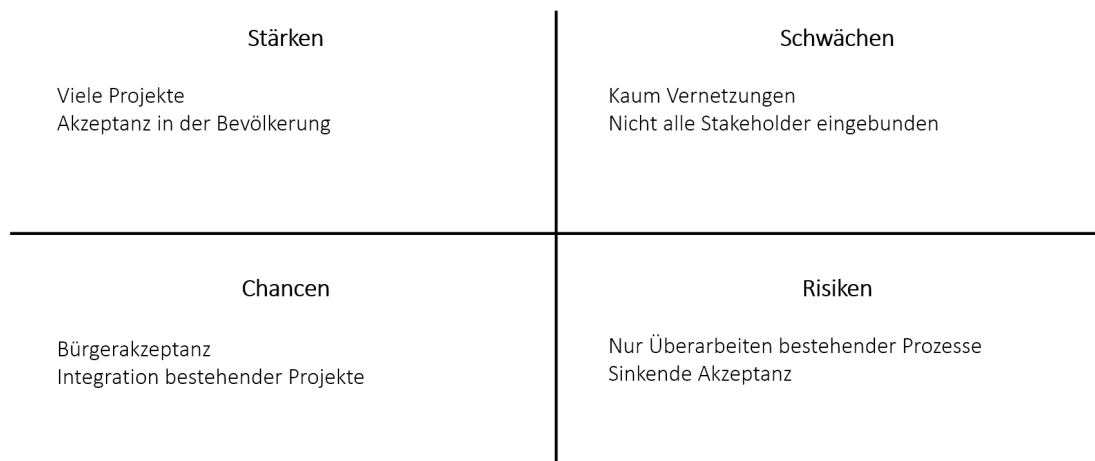 Stärken
Viele Projekte
Akzeptanz in der Bevölkerung
Schwächen
Kaum Vernetzungen
Nicht alle Stakeholder eingebunden
Chancen
Bürgerakzeptanz
Integration bestehender Projekte
Risiken
Nur Überarbeiten bestehender Prozesse
Sinkende Akzeptanz